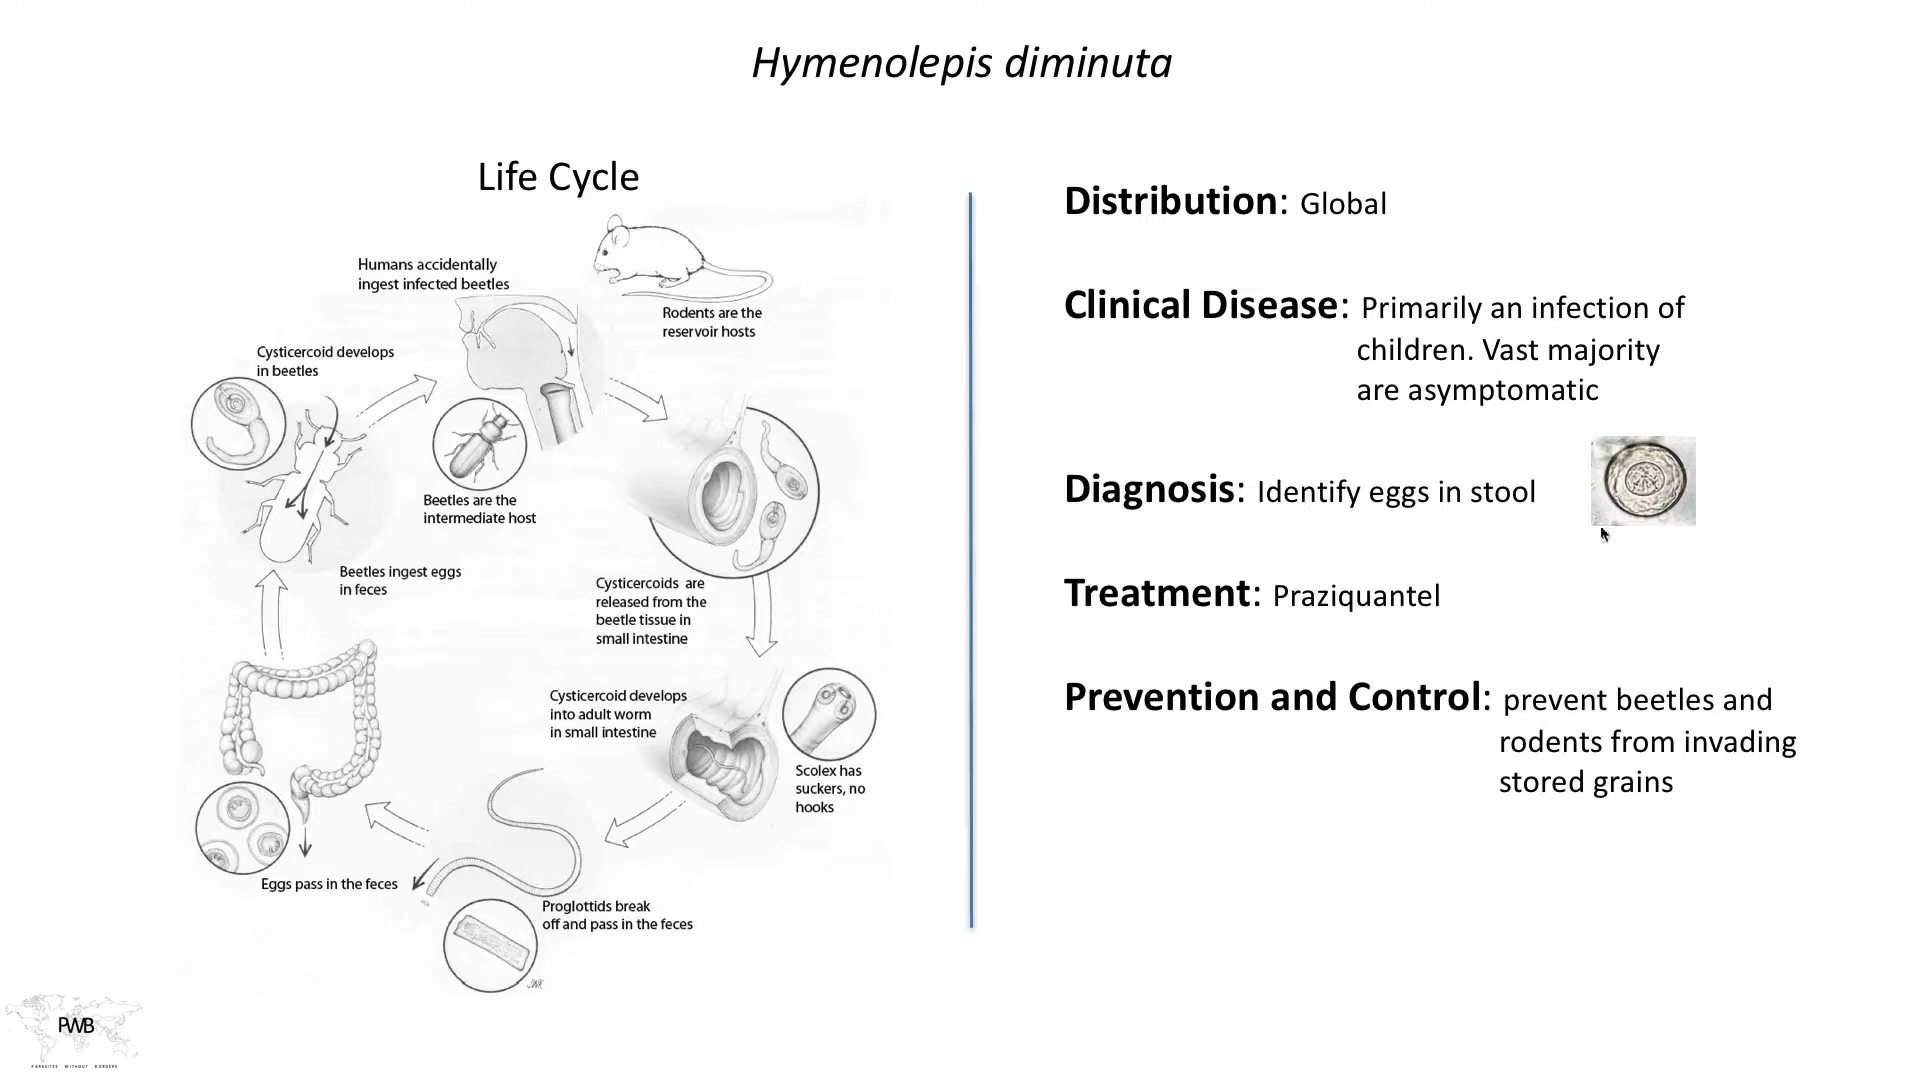 Hymenolepis diminuta
Life Cycle
Humans accidentally
ingest infected beetles
Rodents are the
reservoir hosts
Cysticercoid develops
in beetles
Beetles are the
intermediate host
Beetles ingest eggs
in feces
Cysticercoids are
released from the
beetle tissue in
small intestine
Cysticercoid develops
into adult worm
in small intestine
Scolex has
suckers, no
hooks
Eggs pass in the feces
Proglottids break
off and pass in the feces
Distribution: Global
Clinical Disease: Primarily an infection of
children. Vast majority
are asymptomatic
Diagnosis: Identify eggs in stool
Treatment: Praziquantel
Prevention and Control: prevent beetles and
rodents from invading
stored grains
PWB
PARASITES WITHOUT BORDERS